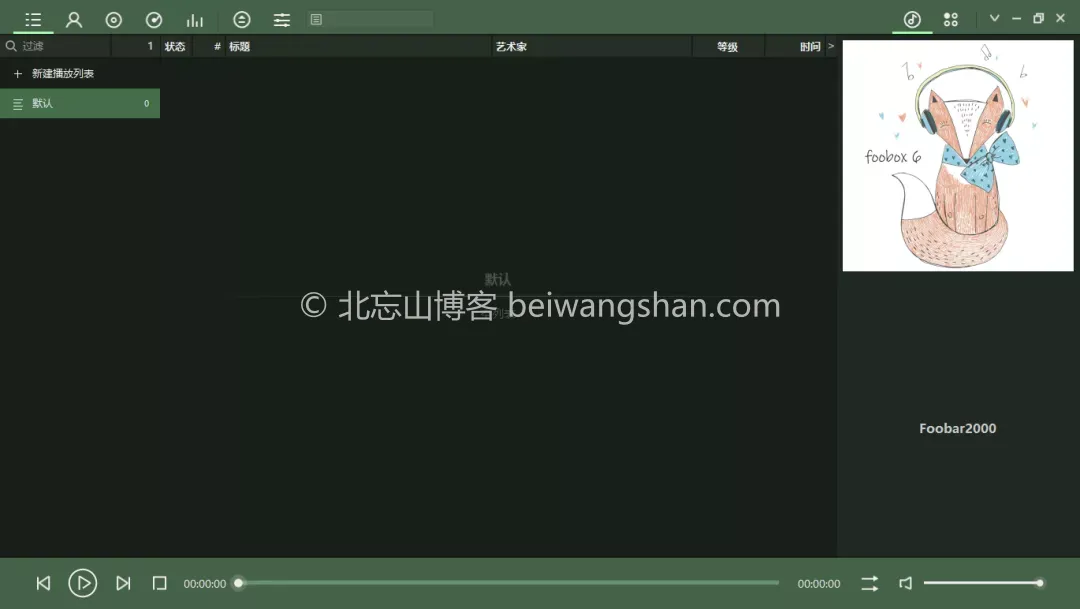 过滤 1 状态 # 标题 艺术家 等级 时间 >
+ 新建播放列表
默认 0
foobox 6
默认
© 北忘山博客 beiwangshan.com
Foobar2000
00:00:00 00:00:00